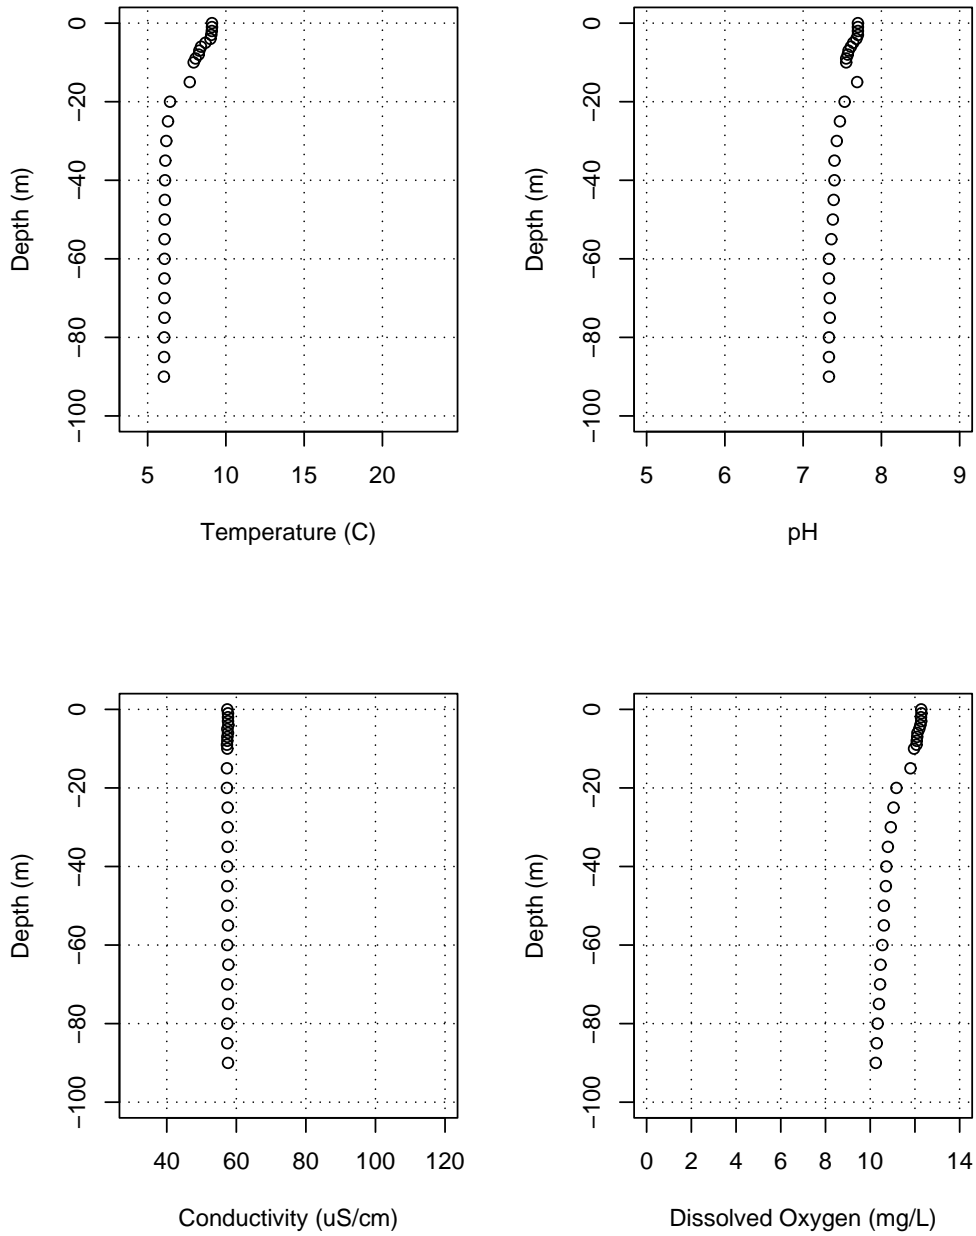 0
−20
−40
−60
−80
−100
Depth (m)
5 10 15 20
Temperature (C)
0
−20
−40
−60
−80
−100
Depth (m)
5 6 7 8 9
pH
0
−20
−40
−60
−80
−100
Depth (m)
40 60 80 100 120
Conductivity (uS/cm)
0
−20
−40
−60
−80
−100
Depth (m)
0 2 4 6 8 10 14
Dissolved Oxygen (mg/L)